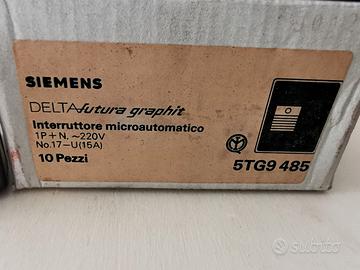 SIEMENS
DELTA futura graphit
Interruttore microautomatico
1P + N. ~220V
No.17-U(15A)
10 Pezzi
5TG9 485
subito